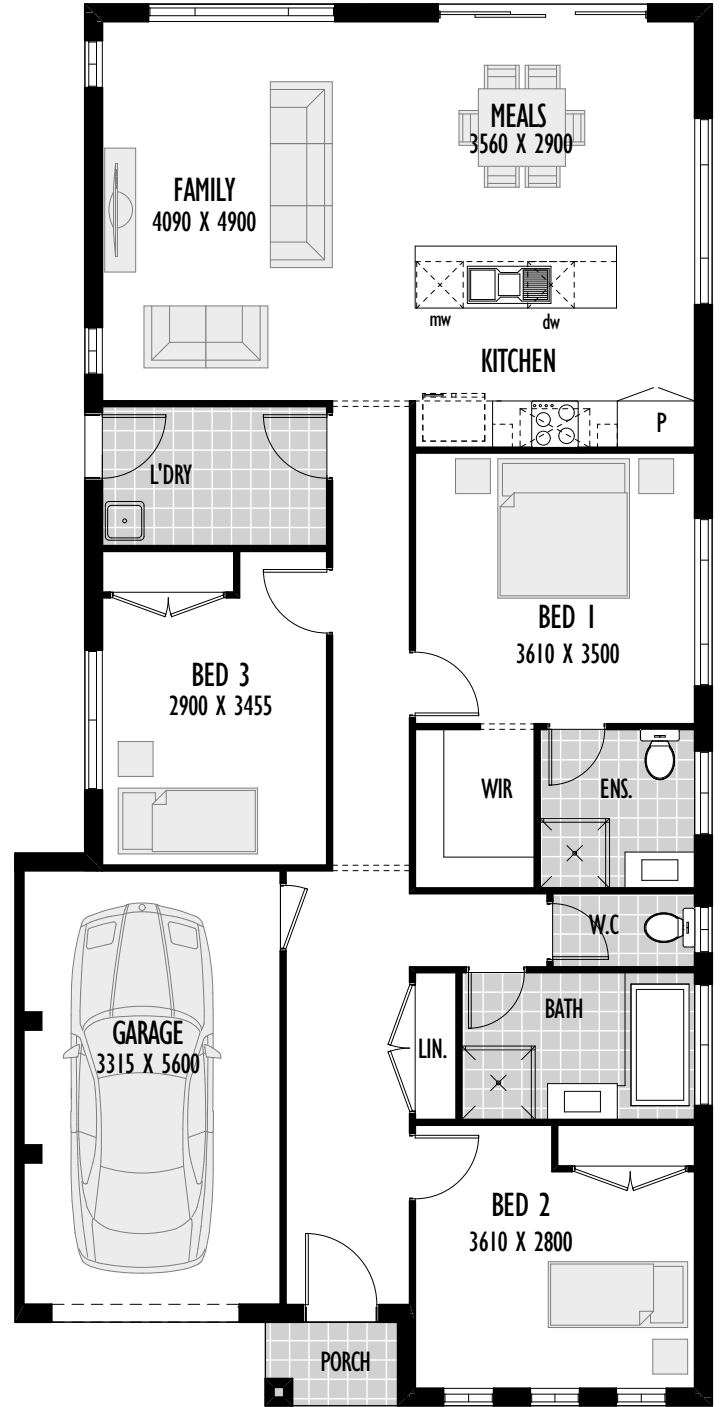 MEALS
3560 X 2900
FAMILY
4090 X 4900
mw
dw
KITCHEN
P
L'DRY
BED 1
3610 X 3500
BED 3
2900 X 3455
WIR
ENS.
W.C
BATH
GARAGE
3315 X 5600
LIN.
BED 2
3610 X 2800
PORCH